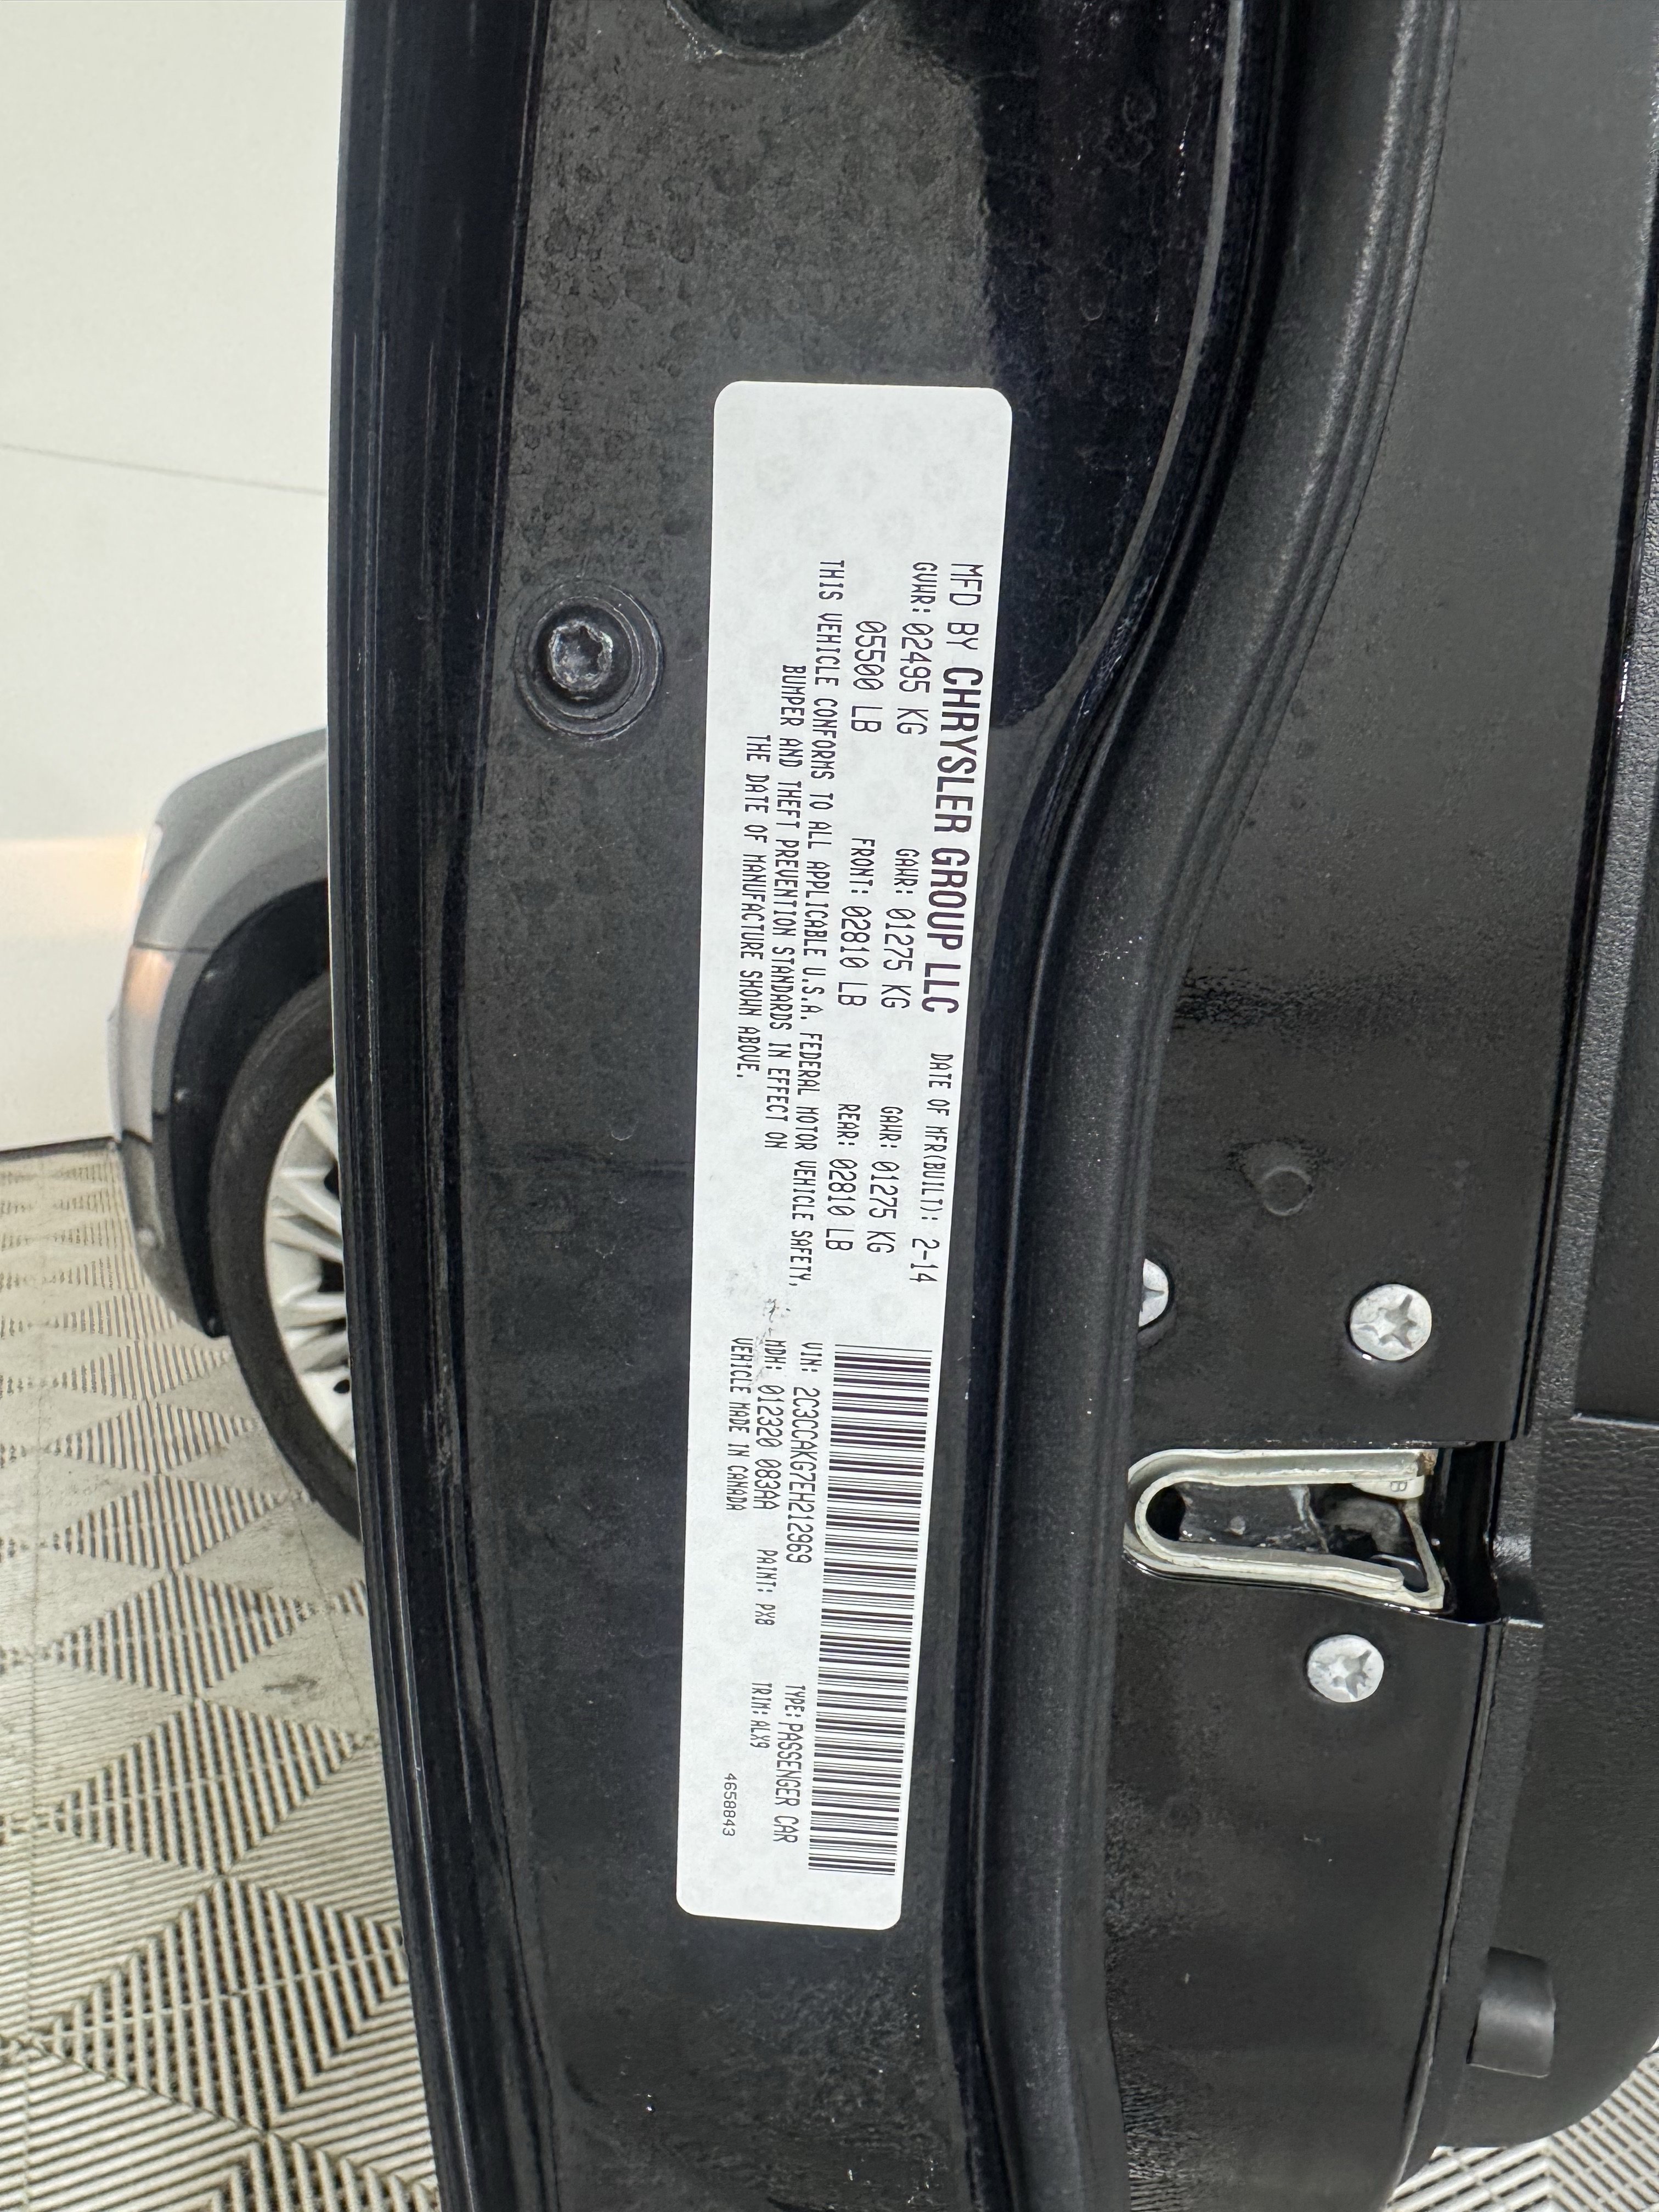 MFD BY CHRYSLER GROUP LLC DATE OF MFR(BUILT): 2-14
GVWR: 02495 KG GAWR: 01275 KG GAWR: 01275 KG
05500 LB FRONT: 02810 LB REAR: 02810 LB
THIS VEHICLE CONFORMS TO ALL APPLICABLE U.S.A. FEDERAL MOTOR VEHICLE SAFETY,
BUMPER AND THEFT PREVENTION STANDARDS IN EFFECT ON
THE DATE OF MANUFACTURE SHOWN ABOVE.
VIN: 2C3CCAKG7EH212969 TYPE: PASSENGER CAR
MDH: 012320 083AA PAINT: PX8 TRIM: ALX9
VEHICLE MADE IN CANADA 4658843